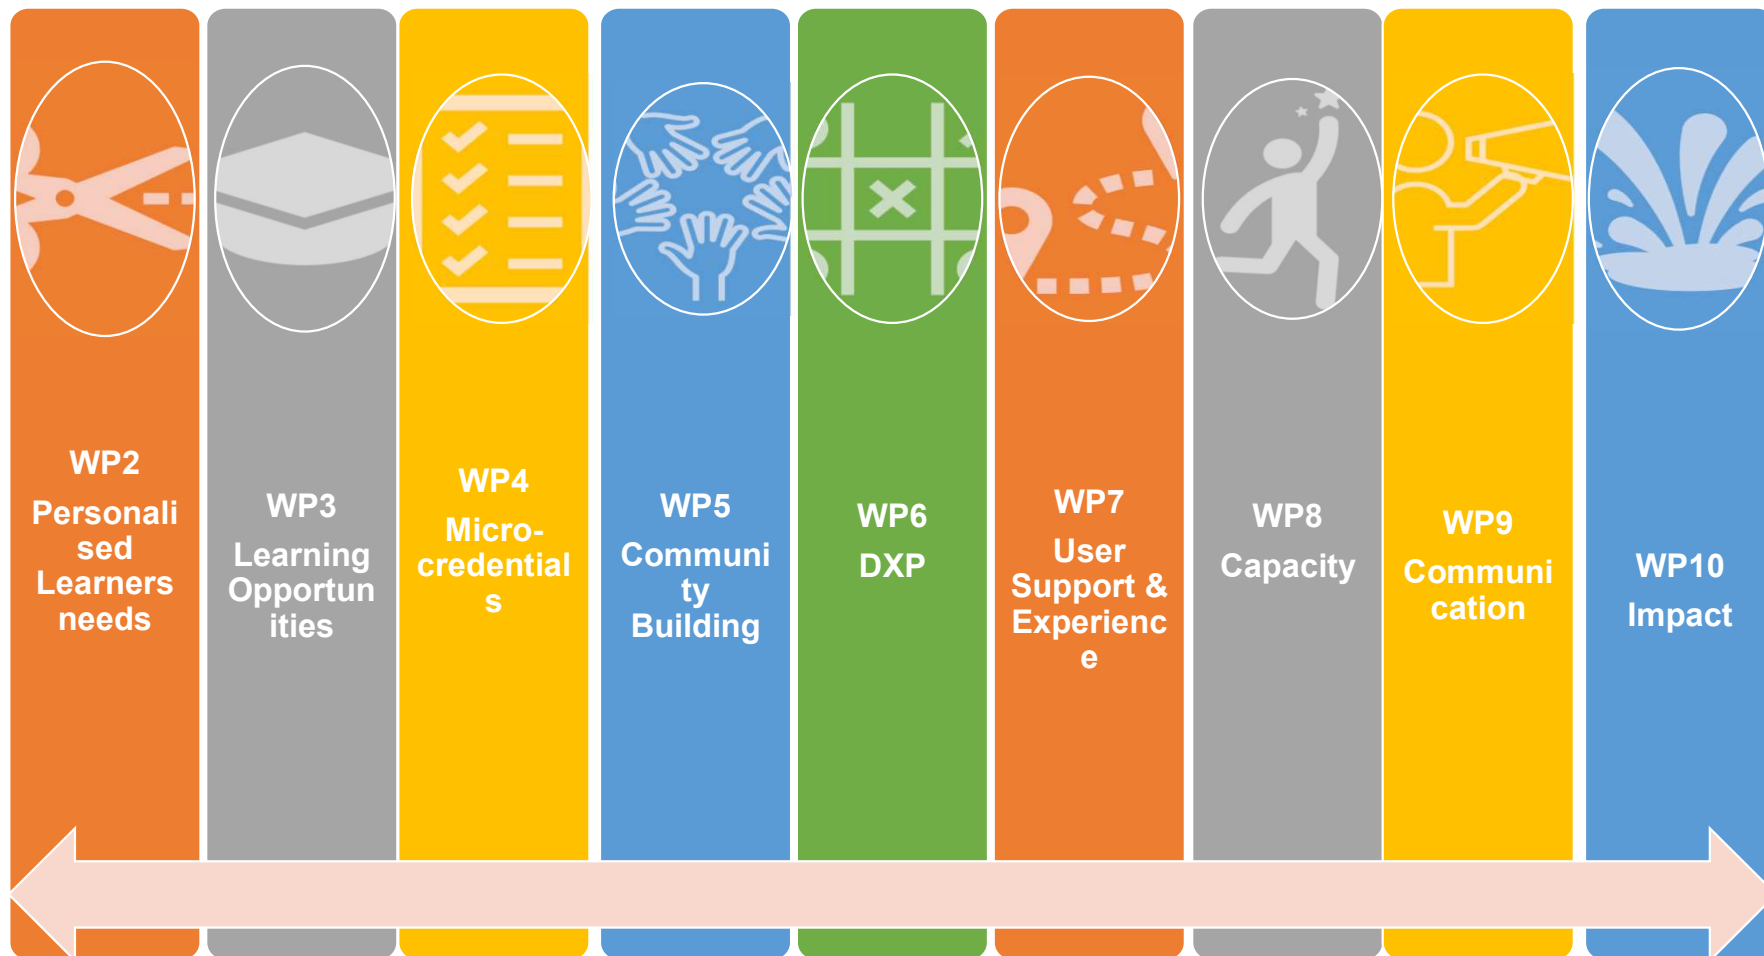 WP2
Personali
sed
Learners
needs
WP3
Learning
Opportun
ities
WP4
Micro-
credential
s
WP5
Communi
ty
Building
WP6
DXP
WP7
User
Support &
Experienc
e
WP8
Capacity
WP9
Communi
cation
WP10
Impact